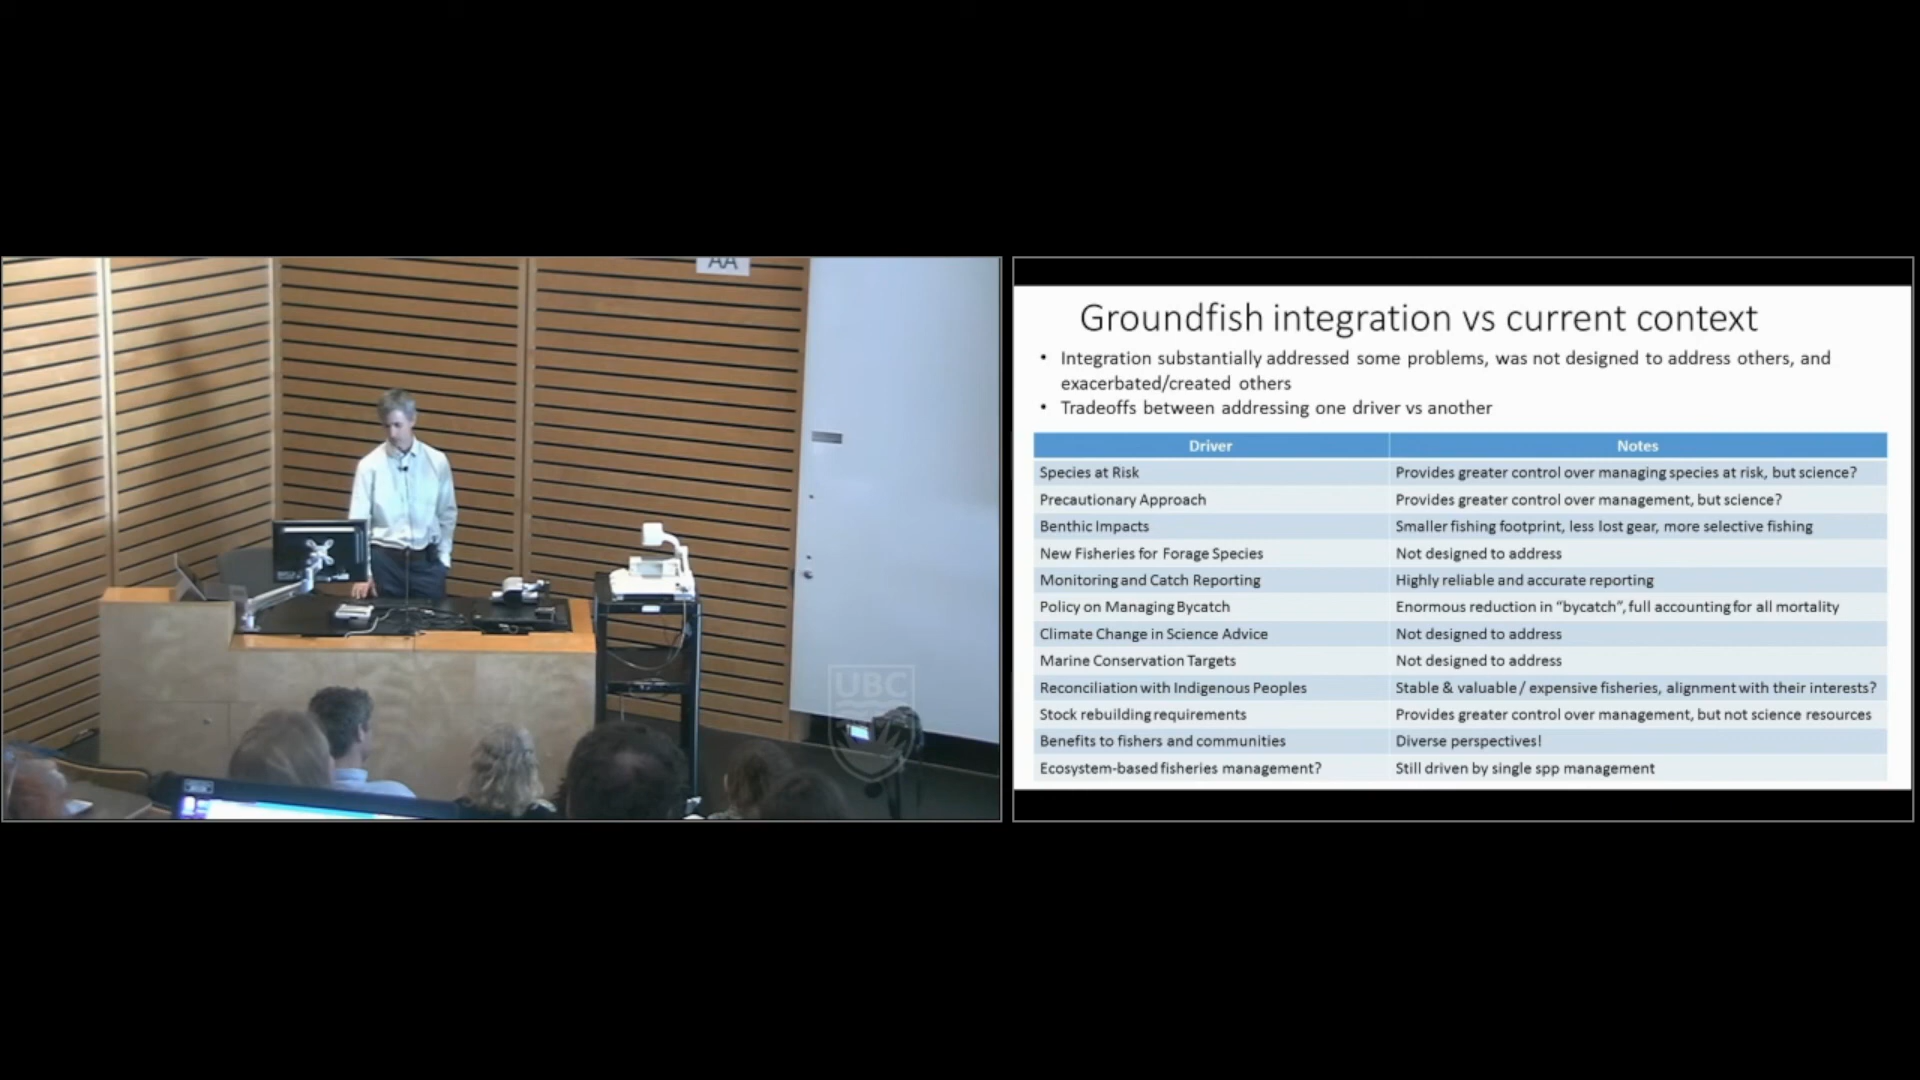 AA
UBC
Groundfish integration vs current context
• Integration substantially addressed some problems, was not designed to address others, and
exacerbated/created others
• Tradeoffs between addressing one driver vs another
Driver Notes
Species at Risk Provides greater control over managing species at risk, but science?
Precautionary Approach Provides greater control over management, but science?
Benthic Impacts Smaller fishing footprint, less lost gear, more selective fishing
New Fisheries for Forage Species Not designed to address
Monitoring and Catch Reporting Highly reliable and accurate reporting
Policy on Managing Bycatch Enormous reduction in “bycatch”, full accounting for all mortality
Climate Change in Science Advice Not designed to address
Marine Conservation Targets Not designed to address
Reconciliation with Indigenous Peoples Stable & valuable / expensive fisheries, alignment with their interests?
Stock rebuilding requirements Provides greater control over management, but not science resources
Benefits to fishers and communities Diverse perspectives!
Ecosystem-based fisheries management? Still driven by single spp management